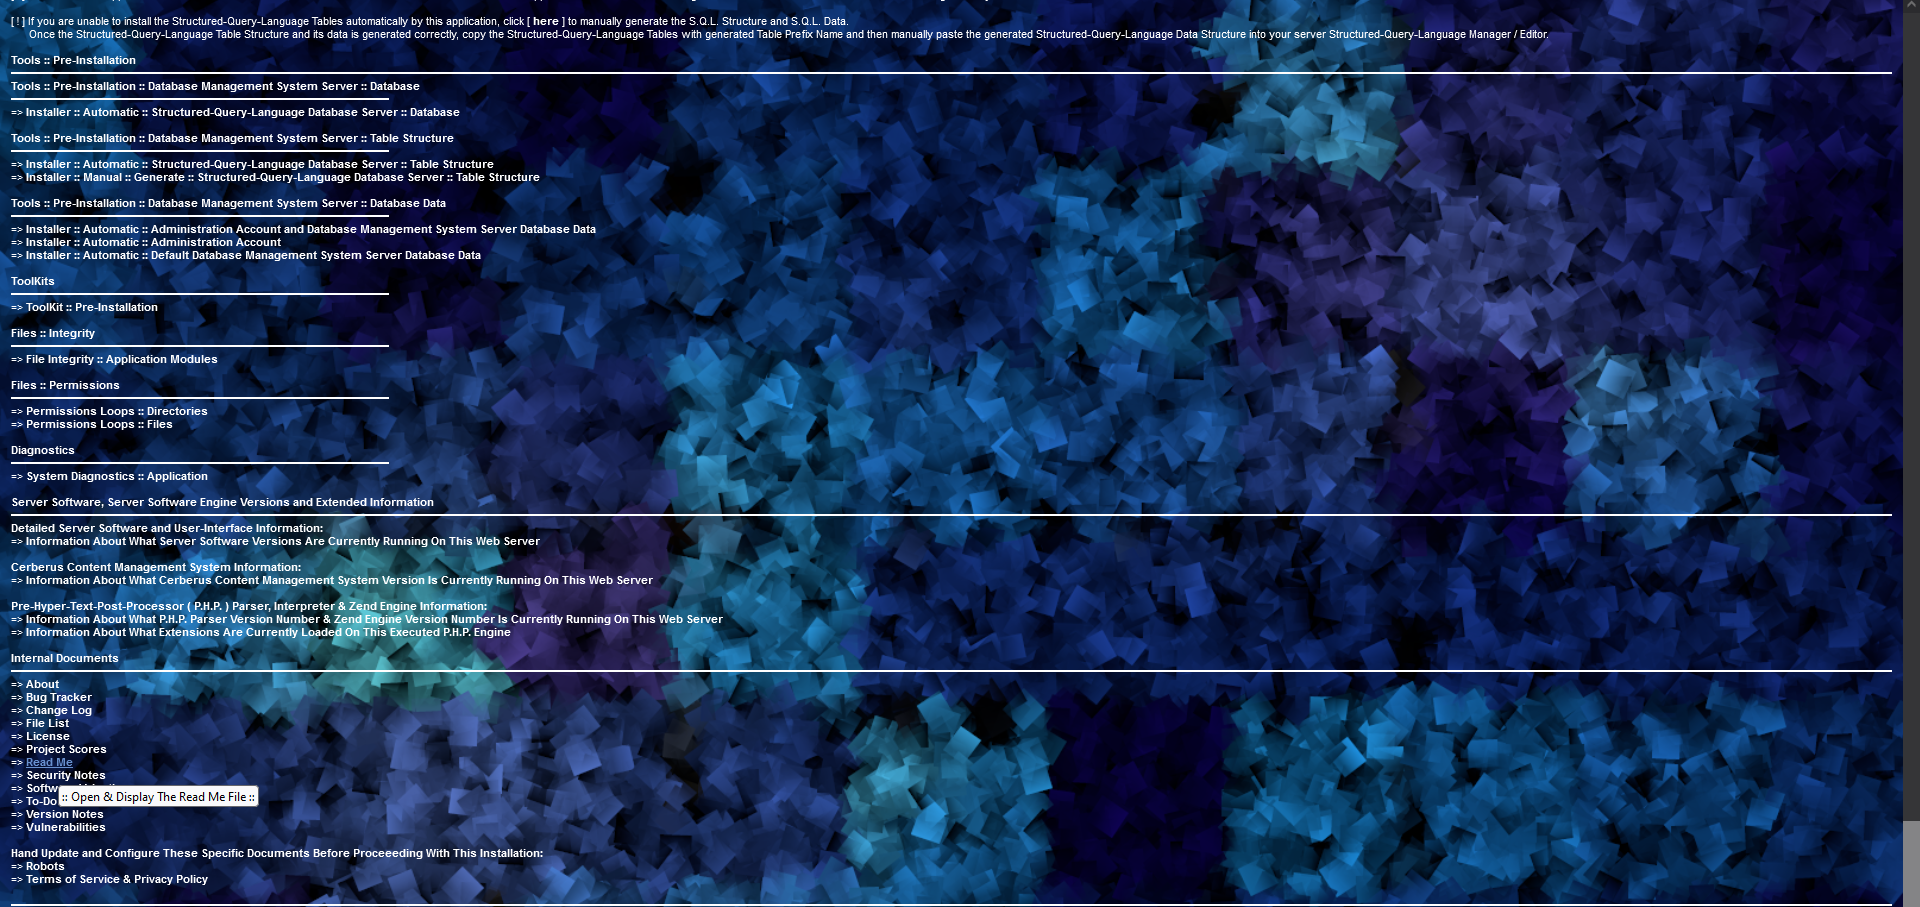 [ ! ] If you are unable to install the Structured-Query-Language Tables automatically by this application, click [ here ] to manually generate the S.Q.L. Structure and S.Q.L. Data.
Once the Structured-Query-Language Table Structure and its data is generated correctly, copy the Structured-Query-Language Tables with generated Table Prefix Name and then manually paste the generated Structured-Query-Language Data Structure into your server Structured-Query-Language Manager / Editor.
Tools :: Pre-Installation
Tools :: Pre-Installation :: Database Management System Server :: Database
=> Installer :: Automatic :: Structured-Query-Language Database Server :: Database
Tools :: Pre-Installation :: Database Management System Server :: Table Structure
=> Installer :: Automatic :: Structured-Query-Language Database Server :: Table Structure
=> Installer :: Manual :: Generate :: Structured-Query-Language Database Server :: Table Structure
Tools :: Pre-Installation :: Database Management System Server :: Database Data
=> Installer :: Automatic :: Administration Account and Database Management System Server Database Data
=> Installer :: Automatic :: Administration Account
=> Installer :: Automatic :: Default Database Management System Server Database Data
ToolKits
=> ToolKit :: Pre-Installation
Files :: Integrity
=> File Integrity :: Application Modules
Files :: Permissions
=> Permissions Loops :: Directories
=> Permissions Loops :: Files
Diagnostics
=> System Diagnostics :: Application
Server Software, Server Software Engine Versions and Extended Information
Detailed Server Software and User-Interface Information:
=> Information About What Server Software Versions Are Currently Running On This Web Server
Cerberus Content Management System Information:
=> Information About What Cerberus Content Management System Version Is Currently Running On This Web Server
Pre-Hyper-Text-Post-Processor ( P.H.P. ) Parser, Interpreter & Zend Engine Information:
=> Information About What P.H.P. Parser Version Number & Zend Engine Version Number Is Currently Running On This Web Server
=> Information About What Extensions Are Currently Loaded On This Executed P.H.P. Engine
Internal Documents
=> About
=> Bug Tracker
=> Change Log
=> File List
=> License
=> Project Scores
=> Read Me
=> Security Notes
=> Softw
=> To-Do
:: Open & Display The Read Me File ::
=> Version Notes
=> Vulnerabilities
Hand Update and Configure These Specific Documents Before Proceeeding With This Installation:
=> Robots
=> Terms of Service & Privacy Policy